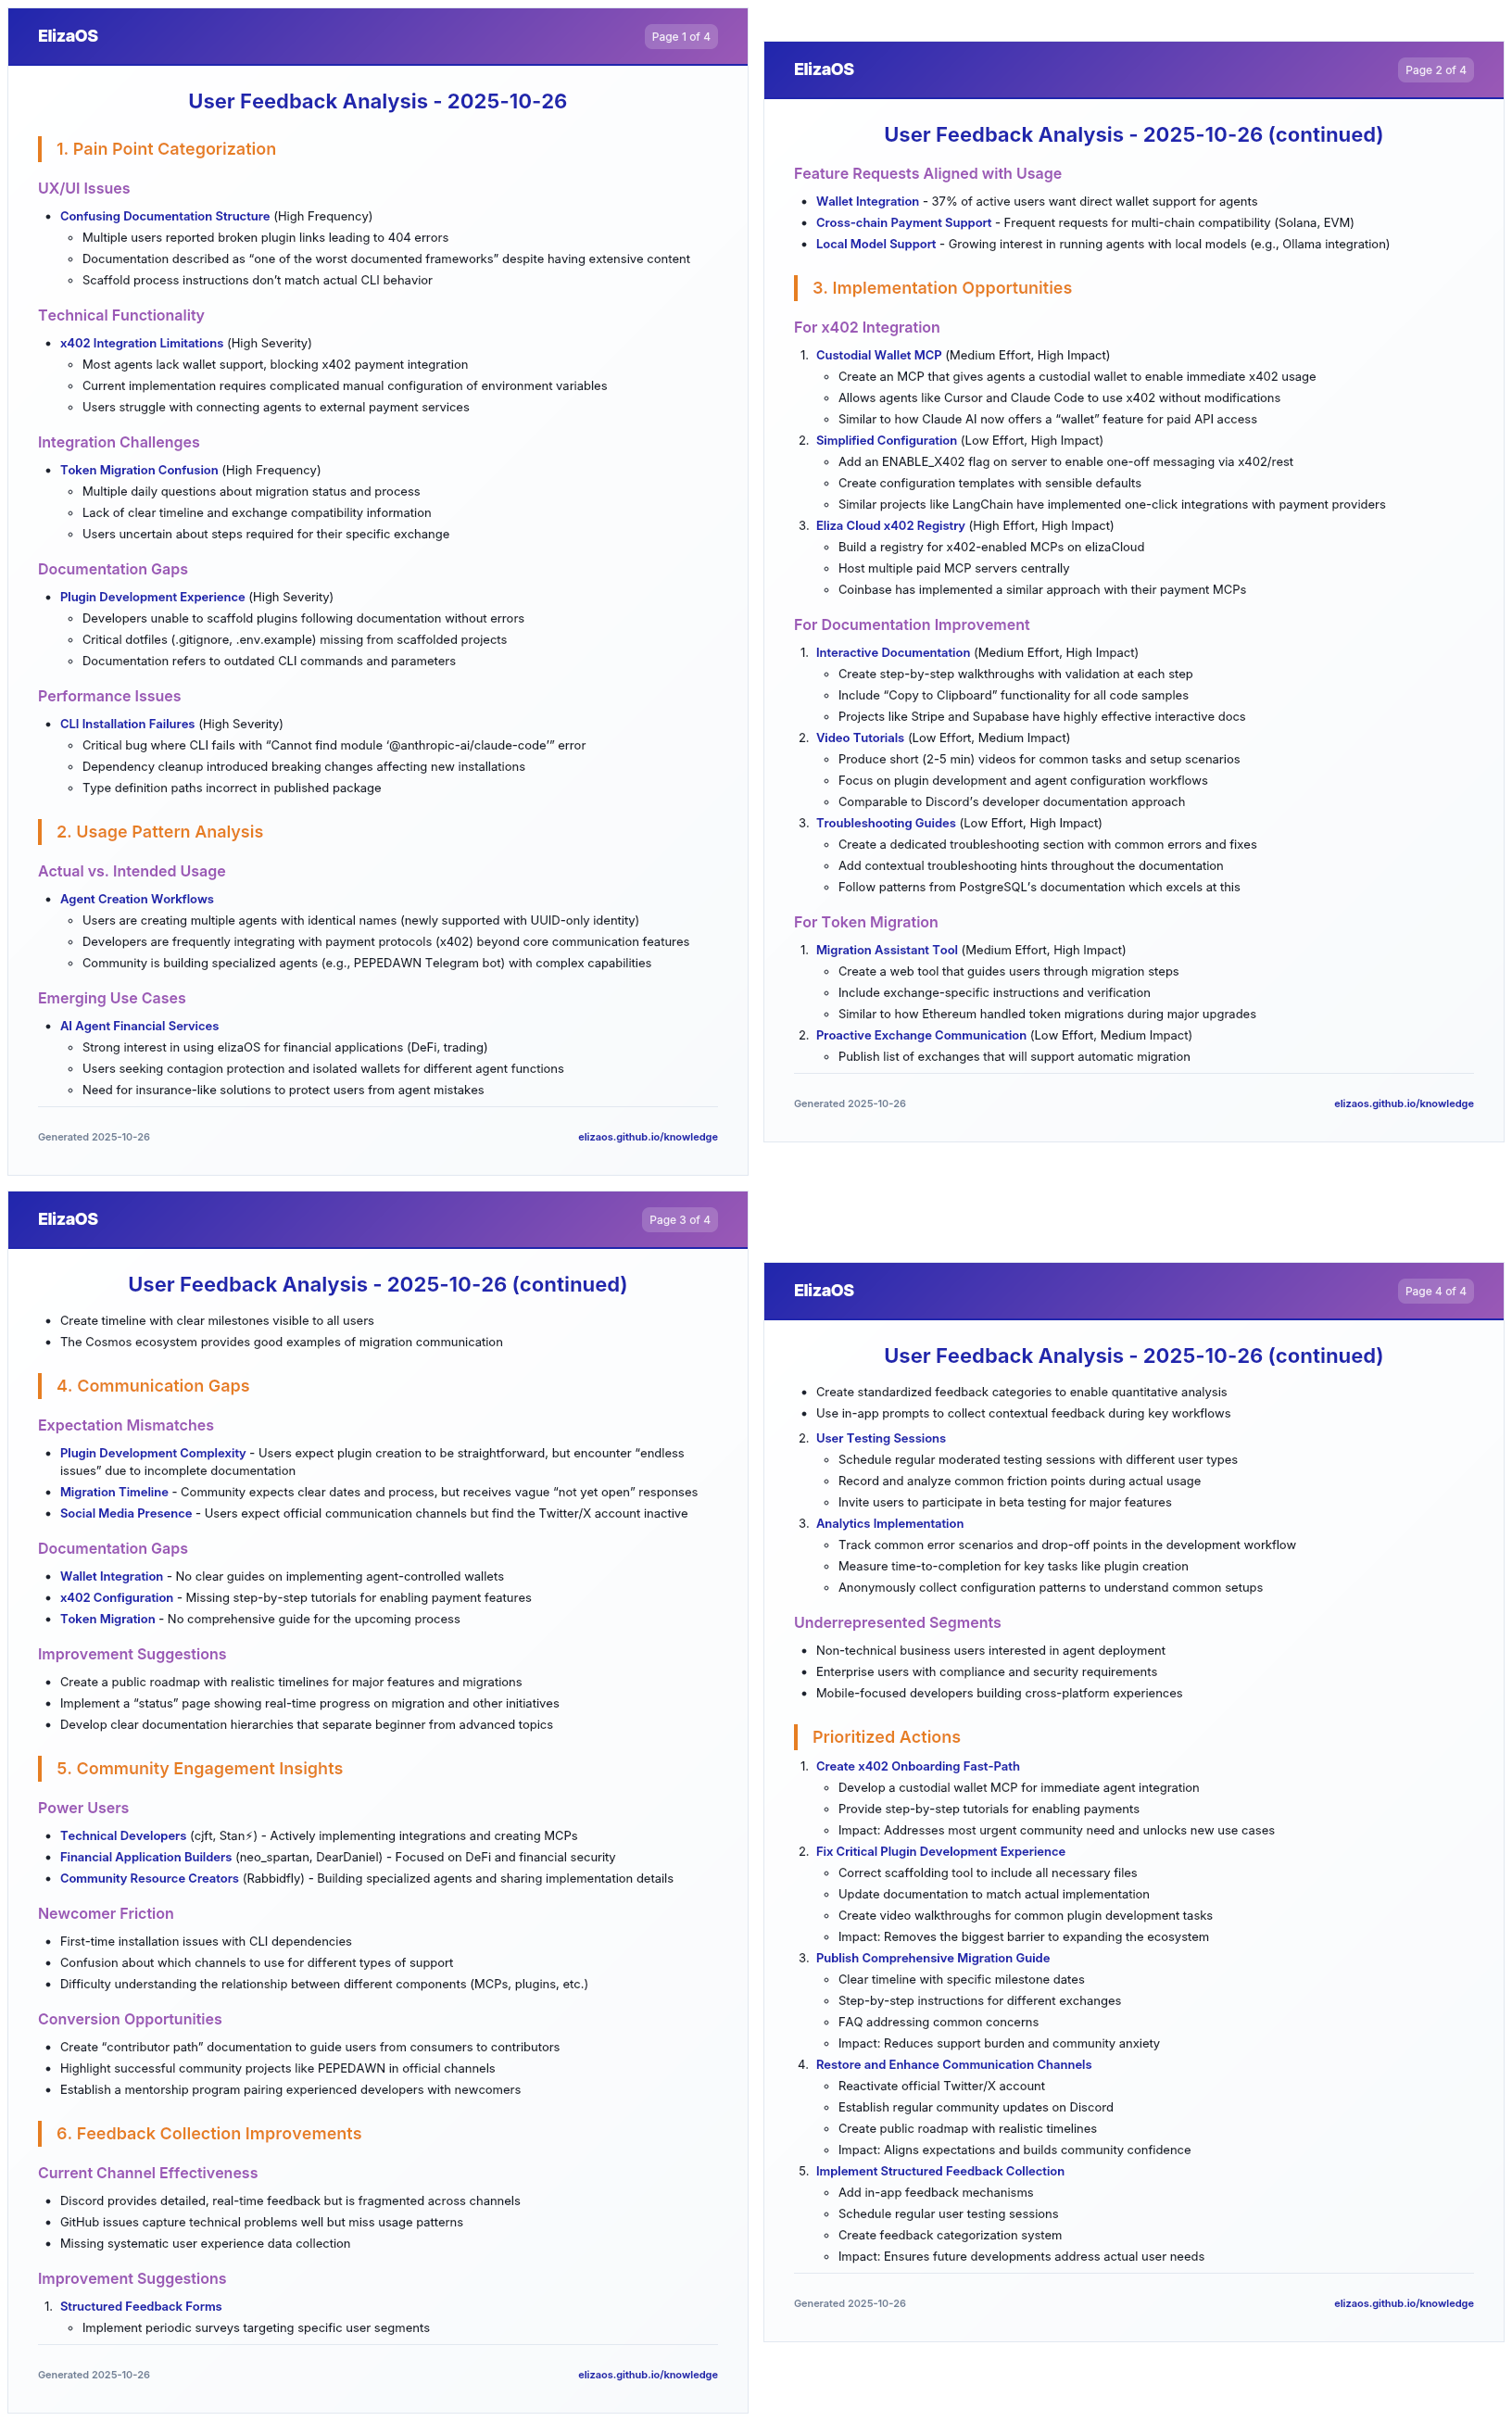 ElizaOS
Page 1 of 4
User Feedback Analysis - 2025-10-26
1. Pain Point Categorization
UX/UI Issues
• Confusing Documentation Structure (High Frequency)
◦ Multiple users reported broken plugin links leading to 404 errors
◦ Documentation described as “one of the worst documented frameworks” despite having extensive content
◦ Scaffold process instructions don’t match actual CLI behavior
Technical Functionality
• x402 Integration Limitations (High Severity)
◦ Most agents lack wallet support, blocking x402 payment integration
◦ Current implementation requires complicated manual configuration of environment variables
◦ Users struggle with connecting agents to external payment services
Integration Challenges
• Token Migration Confusion (High Frequency)
◦ Multiple daily questions about migration status and process
◦ Lack of clear timeline and exchange compatibility information
◦ Users uncertain about steps required for their specific exchange
Documentation Gaps
• Plugin Development Experience (High Severity)
◦ Developers unable to scaffold plugins following documentation without errors
◦ Critical dotfiles (.gitignore, .env.example) missing from scaffolded projects
◦ Documentation refers to outdated CLI commands and parameters
Performance Issues
• CLI Installation Failures (High Severity)
◦ Critical bug where CLI fails with “Cannot find module ‘@anthropic-ai/claude-code’” error
◦ Dependency cleanup introduced breaking changes affecting new installations
◦ Type definition paths incorrect in published package
2. Usage Pattern Analysis
Actual vs. Intended Usage
• Agent Creation Workflows
◦ Users are creating multiple agents with identical names (newly supported with UUID-only identity)
◦ Developers are frequently integrating with payment protocols (x402) beyond core communication features
◦ Community is building specialized agents (e.g., PEPEDAWN Telegram bot) with complex capabilities
Emerging Use Cases
• AI Agent Financial Services
◦ Strong interest in using elizaOS for financial applications (DeFi, trading)
◦ Users seeking contagion protection and isolated wallets for different agent functions
◦ Need for insurance-like solutions to protect users from agent mistakes
Generated 2025-10-26
elizaos.github.io/knowledge
ElizaOS
Page 2 of 4
User Feedback Analysis - 2025-10-26 (continued)
Feature Requests Aligned with Usage
• Wallet Integration - 37% of active users want direct wallet support for agents
• Cross-chain Payment Support - Frequent requests for multi-chain compatibility (Solana, EVM)
• Local Model Support - Growing interest in running agents with local models (e.g., Ollama integration)
3. Implementation Opportunities
For x402 Integration
1. Custodial Wallet MCP (Medium Effort, High Impact)
◦ Create an MCP that gives agents a custodial wallet to enable immediate x402 usage
◦ Allows agents like Cursor and Claude Code to use x402 without modifications
◦ Similar to how Claude AI now offers a “wallet” feature for paid API access
2. Simplified Configuration (Low Effort, High Impact)
◦ Add an ENABLE_X402 flag on server to enable one-off messaging via x402/rest
◦ Create configuration templates with sensible defaults
◦ Similar projects like LangChain have implemented one-click integrations with payment providers
3. Eliza Cloud x402 Registry (High Effort, High Impact)
◦ Build a registry for x402-enabled MCPs on elizaCloud
◦ Host multiple paid MCP servers centrally
◦ Coinbase has implemented a similar approach with their payment MCPs
For Documentation Improvement
1. Interactive Documentation (Medium Effort, High Impact)
◦ Create step-by-step walkthroughs with validation at each step
◦ Include “Copy to Clipboard” functionality for all code samples
◦ Projects like Stripe and Supabase have highly effective interactive docs
2. Video Tutorials (Low Effort, Medium Impact)
◦ Produce short (2-5 min) videos for common tasks and setup scenarios
◦ Focus on plugin development and agent configuration workflows
◦ Comparable to Discord’s developer documentation approach
3. Troubleshooting Guides (Low Effort, High Impact)
◦ Create a dedicated troubleshooting section with common errors and fixes
◦ Add contextual troubleshooting hints throughout the documentation
◦ Follow patterns from PostgreSQL’s documentation which excels at this
For Token Migration
1. Migration Assistant Tool (Medium Effort, High Impact)
◦ Create a web tool that guides users through migration steps
◦ Include exchange-specific instructions and verification
◦ Similar to how Ethereum handled token migrations during major upgrades
2. Proactive Exchange Communication (Low Effort, Medium Impact)
◦ Publish list of exchanges that will support automatic migration
Generated 2025-10-26
elizaos.github.io/knowledge
ElizaOS
Page 3 of 4
User Feedback Analysis - 2025-10-26 (continued)
• Create timeline with clear milestones visible to all users
• The Cosmos ecosystem provides good examples of migration communication
4. Communication Gaps
Expectation Mismatches
• Plugin Development Complexity - Users expect plugin creation to be straightforward, but encounter “endless
issues” due to incomplete documentation
• Migration Timeline - Community expects clear dates and process, but receives vague “not yet open” responses
• Social Media Presence - Users expect official communication channels but find the Twitter/X account inactive
Documentation Gaps
• Wallet Integration - No clear guides on implementing agent-controlled wallets
• x402 Configuration - Missing step-by-step tutorials for enabling payment features
• Token Migration - No comprehensive guide for the upcoming process
Improvement Suggestions
• Create a public roadmap with realistic timelines for major features and migrations
• Implement a “status” page showing real-time progress on migration and other initiatives
• Develop clear documentation hierarchies that separate beginner from advanced topics
5. Community Engagement Insights
Power Users
• Technical Developers (cjft, Stan⚡) - Actively implementing integrations and creating MCPs
• Financial Application Builders (neo_spartan, DearDaniel) - Focused on DeFi and financial security
• Community Resource Creators (Rabbidfly) - Building specialized agents and sharing implementation details
Newcomer Friction
• First-time installation issues with CLI dependencies
• Confusion about which channels to use for different types of support
• Difficulty understanding the relationship between different components (MCPs, plugins, etc.)
Conversion Opportunities
• Create “contributor path” documentation to guide users from consumers to contributors
• Highlight successful community projects like PEPEDAWN in official channels
• Establish a mentorship program pairing experienced developers with newcomers
6. Feedback Collection Improvements
Current Channel Effectiveness
• Discord provides detailed, real-time feedback but is fragmented across channels
• GitHub issues capture technical problems well but miss usage patterns
• Missing systematic user experience data collection
Improvement Suggestions
1. Structured Feedback Forms
◦ Implement periodic surveys targeting specific user segments
Generated 2025-10-26
elizaos.github.io/knowledge
ElizaOS
Page 4 of 4
User Feedback Analysis - 2025-10-26 (continued)
• Create standardized feedback categories to enable quantitative analysis
• Use in-app prompts to collect contextual feedback during key workflows
2. User Testing Sessions
◦ Schedule regular moderated testing sessions with different user types
◦ Record and analyze common friction points during actual usage
◦ Invite users to participate in beta testing for major features
3. Analytics Implementation
◦ Track common error scenarios and drop-off points in the development workflow
◦ Measure time-to-completion for key tasks like plugin creation
◦ Anonymously collect configuration patterns to understand common setups
Underrepresented Segments
• Non-technical business users interested in agent deployment
• Enterprise users with compliance and security requirements
• Mobile-focused developers building cross-platform experiences
Prioritized Actions
1. Create x402 Onboarding Fast-Path
◦ Develop a custodial wallet MCP for immediate agent integration
◦ Provide step-by-step tutorials for enabling payments
◦ Impact: Addresses most urgent community need and unlocks new use cases
2. Fix Critical Plugin Development Experience
◦ Correct scaffolding tool to include all necessary files
◦ Update documentation to match actual implementation
◦ Create video walkthroughs for common plugin development tasks
◦ Impact: Removes the biggest barrier to expanding the ecosystem
3. Publish Comprehensive Migration Guide
◦ Clear timeline with specific milestone dates
◦ Step-by-step instructions for different exchanges
◦ FAQ addressing common concerns
◦ Impact: Reduces support burden and community anxiety
4. Restore and Enhance Communication Channels
◦ Reactivate official Twitter/X account
◦ Establish regular community updates on Discord
◦ Create public roadmap with realistic timelines
◦ Impact: Aligns expectations and builds community confidence
5. Implement Structured Feedback Collection
◦ Add in-app feedback mechanisms
◦ Schedule regular user testing sessions
◦ Create feedback categorization system
◦ Impact: Ensures future developments address actual user needs
Generated 2025-10-26
elizaos.github.io/knowledge